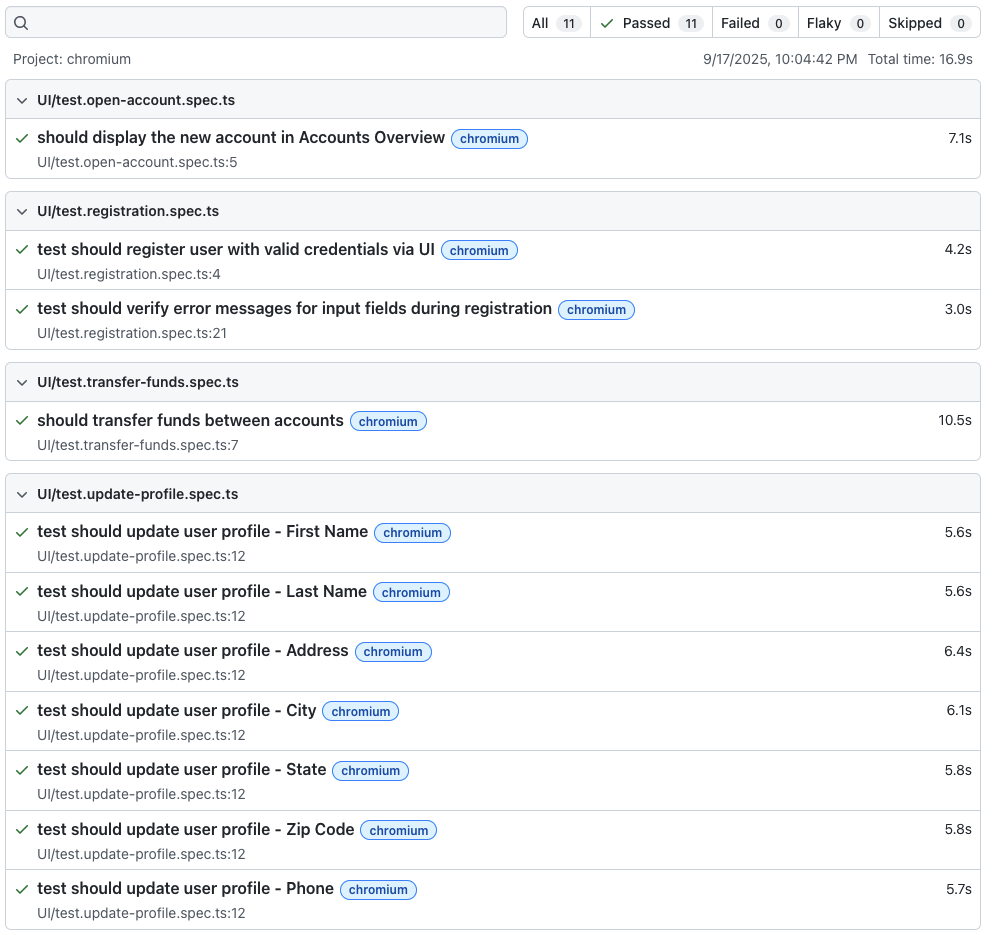 All 11 Passed 11 Failed 0 Flaky 0 Skipped 0
Project: chromium 9/17/2025, 10:04:42 PM Total time: 16.9s
UI/test.open-account.spec.ts
should display the new account in Accounts Overview chromium 7.1s
UI/test.open-account.spec.ts:5
UI/test.registration.spec.ts
test should register user with valid credentials via UI chromium 4.2s
UI/test.registration.spec.ts:4
test should verify error messages for input fields during registration chromium 3.0s
UI/test.registration.spec.ts:21
UI/test.transfer-funds.spec.ts
should transfer funds between accounts chromium 10.5s
UI/test.transfer-funds.spec.ts:7
UI/test.update-profile.spec.ts
test should update user profile - First Name chromium 5.6s
UI/test.update-profile.spec.ts:12
test should update user profile - Last Name chromium 5.6s
UI/test.update-profile.spec.ts:12
test should update user profile - Address chromium 6.4s
UI/test.update-profile.spec.ts:12
test should update user profile - City chromium 6.1s
UI/test.update-profile.spec.ts:12
test should update user profile - State chromium 5.8s
UI/test.update-profile.spec.ts:12
test should update user profile - Zip Code chromium 5.8s
UI/test.update-profile.spec.ts:12
test should update user profile - Phone chromium 5.7s
UI/test.update-profile.spec.ts:12